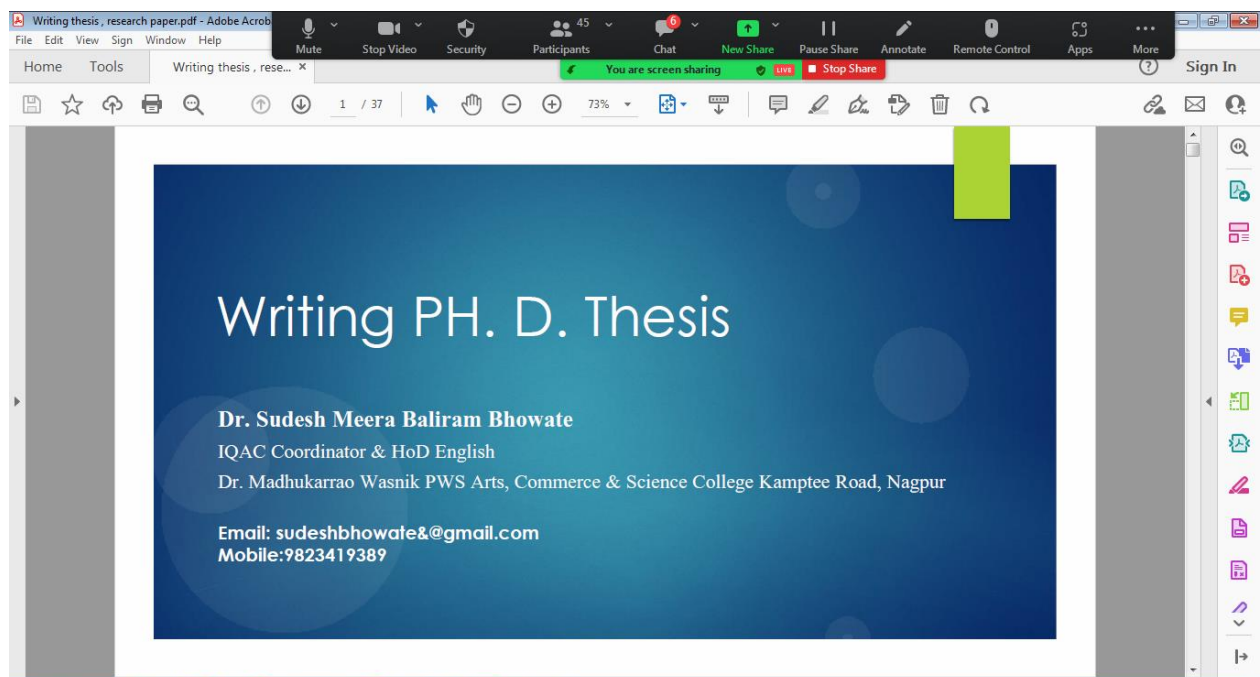 Writing thesis , research paper.pdf - Adobe Acrob
File Edit View Sign Window Help
Mute Stop Video Security Participants 45 Chat 6 New Share Pause Share Annotate Remote Control Apps More
Home Tools Writing thesis , rese... × You are screen sharing LIVE Stop Share Sign In
1 / 37 73%
Writing PH. D. Thesis
Dr. Sudesh Meera Baliram Bhowate
IQAC Coordinator & HoD English
Dr. Madhukarrao Wasnik PWS Arts, Commerce & Science College Kamptee Road, Nagpur
Email: sudeshbhowate&@gmail.com
Mobile:9823419389